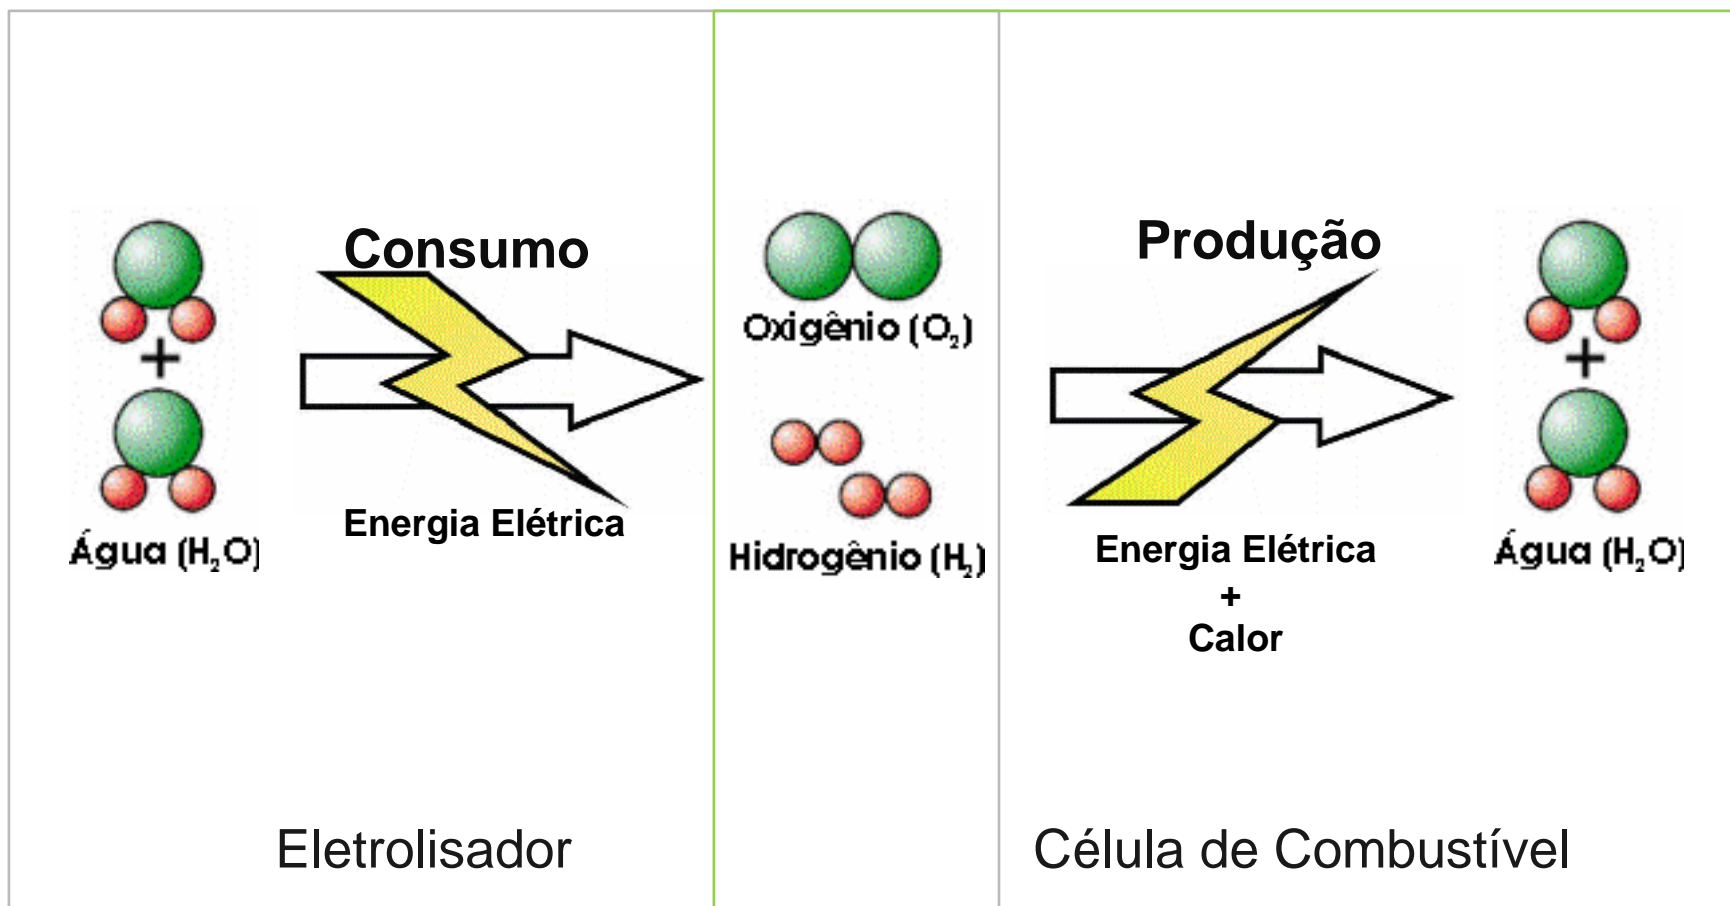 Consumo
Energia Elétrica
+
Água (H₂O)
Oxigênio (O₂)
Hidrogênio (H₂)
Produção
Energia Elétrica
+
Calor
+
Água (H₂O)
Eletrolisador
Célula de Combustível